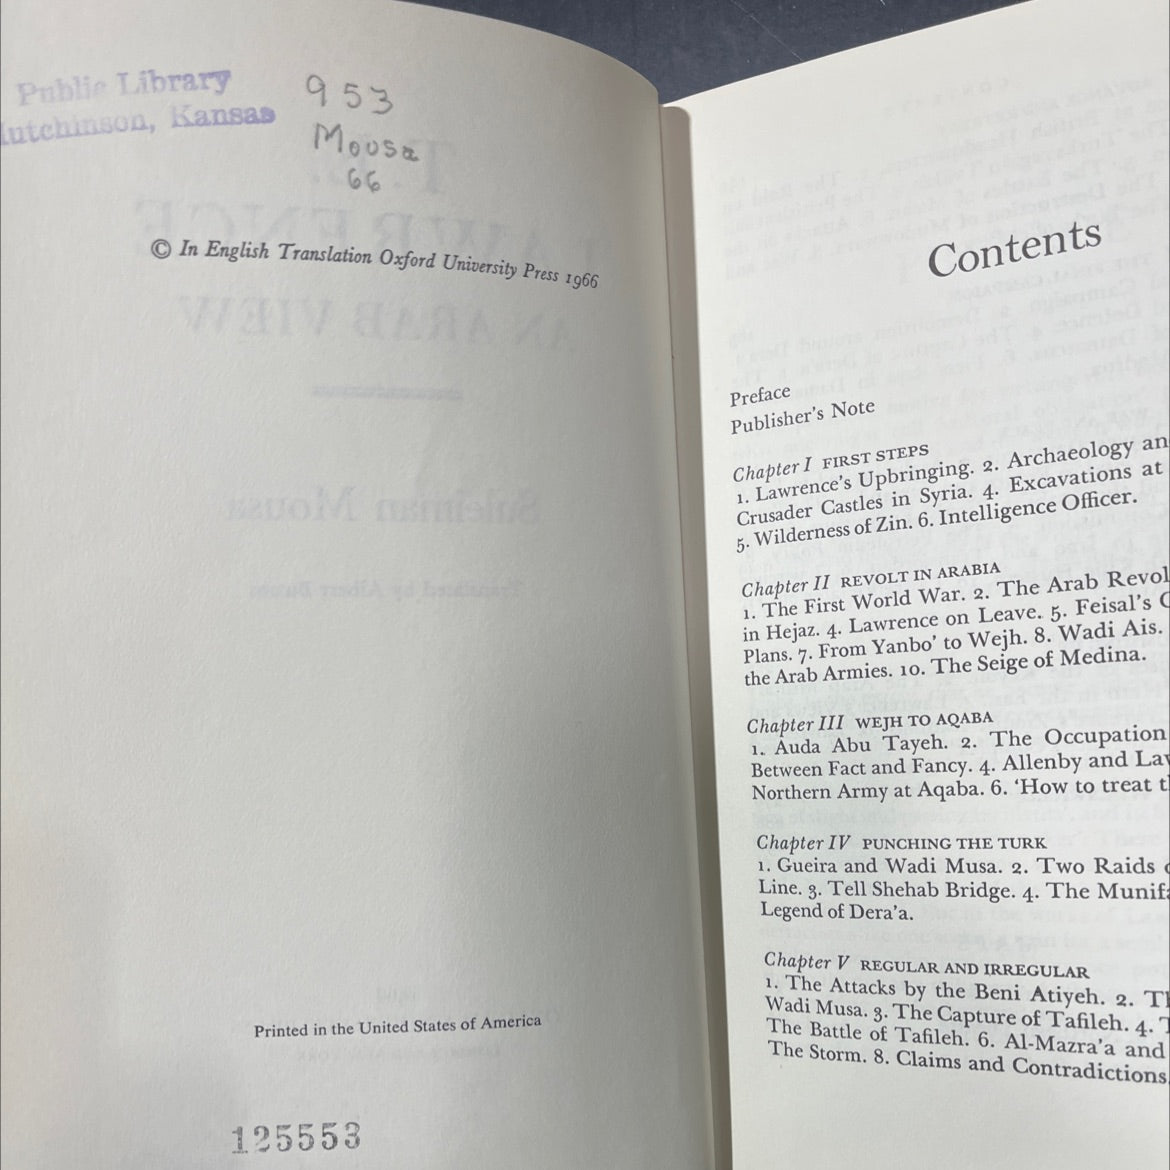 Public Library
Hutchinson, Kansas
953
Mousa
66
© In English Translation Oxford University Press 1966
Printed in the United States of America
125553
Contents
Preface
Publisher's Note
Chapter I FIRST STEPS
1. Lawrence's Upbringing. 2. Archaeology an
Crusader Castles in Syria. 4. Excavations at
5. Wilderness of Zin. 6. Intelligence Officer.
Chapter II REVOLT IN ARABIA
1. The First World War. 2. The Arab Revol
in Hejaz. 4. Lawrence on Leave. 5. Feisal's
Plans. 7. From Yanbo' to Wejh. 8. Wadi Ais.
the Arab Armies. 10. The Seige of Medina.
Chapter III WEJH TO AQABA
1. Auda Abu Tayeh. 2. The Occupation
Between Fact and Fancy. 4. Allenby and Law
Northern Army at Aqaba. 6. 'How to treat t
Chapter IV PUNCHING THE TURK
1. Gueira and Wadi Musa. 2. Two Raids
Line. 3. Tell Shehab Bridge. 4. The Munifa
Legend of Dera'a.
Chapter V REGULAR AND IRREGULAR
1. The Attacks by the Beni Atiyeh. 2. Th
Wadi Musa. 3. The Capture of Tafileh. 4.
The Battle of Tafileh. 6. Al-Mazra'a and
The Storm. 8. Claims and Contradictions.